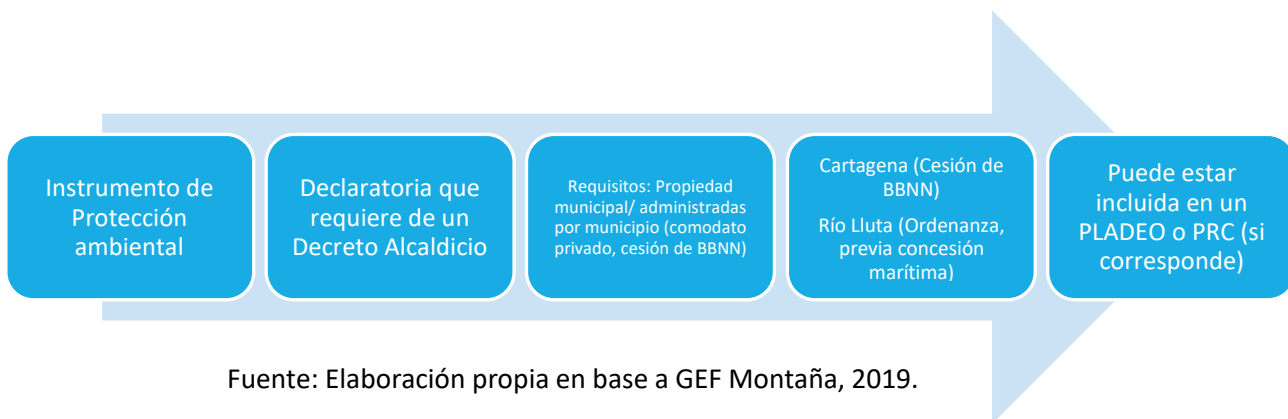 Instrumento de
Protección
ambiental
Declaratoria que
requiere de un
Decreto Alcaldicio
Requisitos: Propiedad
municipal/ administradas
por municipio (comodato
privado, cesión de BBNN)
Cartagena (Cesión de
BBNN)
Río Lluta (Ordenanza,
previa concesión
marítima)
Puede estar
incluida en un
PLADEO o PRC (si
corresponde)
Fuente: Elaboración propia en base a GEF Montaña, 2019.